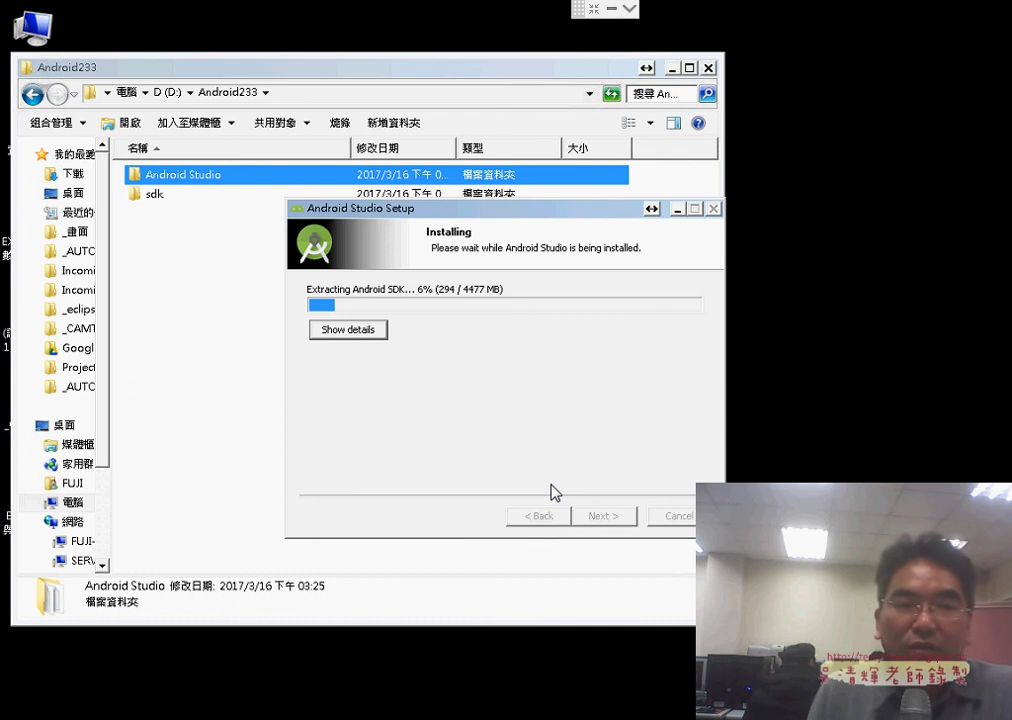 Android233
電腦 D (D:) Android233
搜尋 An...
組合管理 開啟 加入至媒體櫃 共用對象 燒錄 新增資料夾
名稱 修改日期 類型 大小
Android Studio 2017/3/16 下午 0... 檔案資料夾
sdk 2017/3/16 下午 0... 檔案資料夾
我的最愛
下載
桌面
最近的
_畫面
_AUTO
Incomi
Incomi
_eclips
_CAMT
Googl
Project
_AUTO
桌面
媒體櫃
家用群
FUJI
電腦
網路
FUJI-
SERV
Android Studio Setup
Installing
Please wait while Android Studio is being installed.
Extracting Android SDK... 6% (294 / 4477 MB)
Show details
< Back Next > Cancel
Android Studio 修改日期: 2017/3/16 下午 03:25
檔案資料夾
吳清輝老師錄製